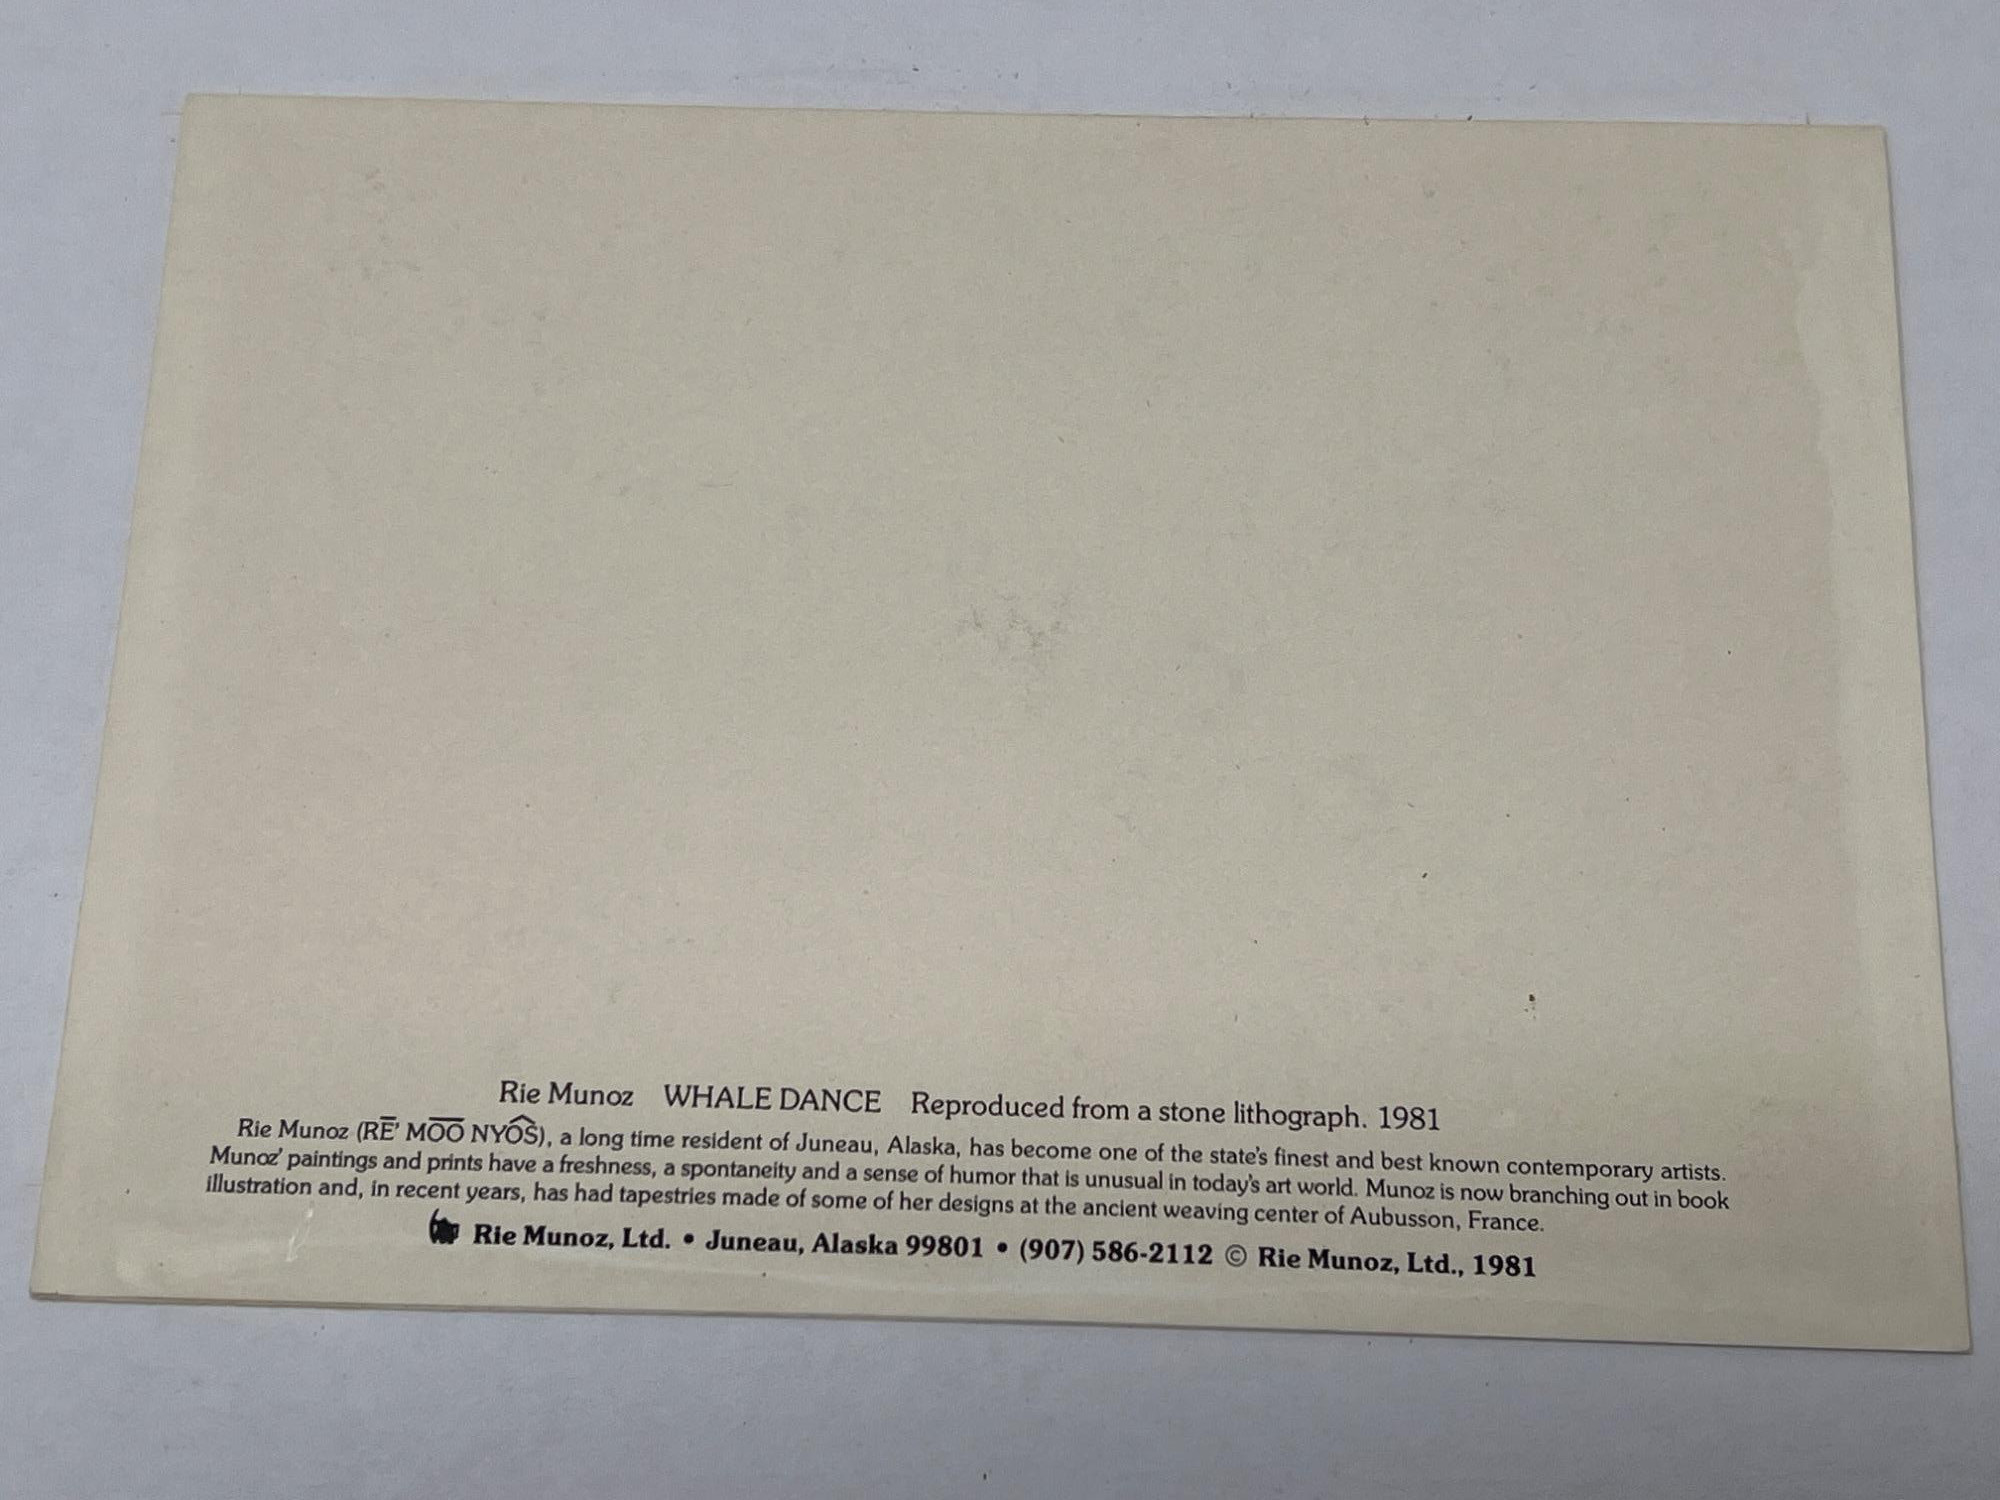 Rie Munoz WHALE DANCE Reproduced from a stone lithograph. 1981
Rie Munoz (RĒ' MO͞O NYÔS), a long time resident of Juneau, Alaska, has become one of the state's finest and best known contemporary artists.
Munoz' paintings and prints have a freshness, a spontaneity and a sense of humor that is unusual in today's art world. Munoz is now branching out in book
illustration and, in recent years, has had tapestries made of some of her designs at the ancient weaving center of Aubusson, France.
Rie Munoz, Ltd. • Juneau, Alaska 99801 • (907) 586-2112 © Rie Munoz, Ltd., 1981